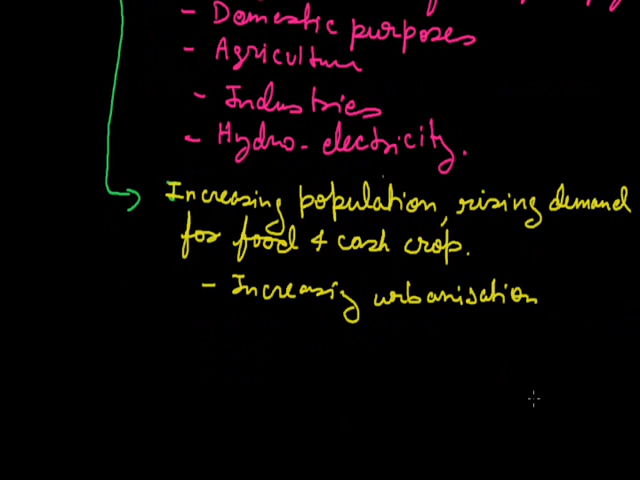 - Domestic purposes
- Agriculture
- Industries
- Hydro-electricity.
Increasing population, rising demand
for food & cash crop.
- Increasing urbanisation